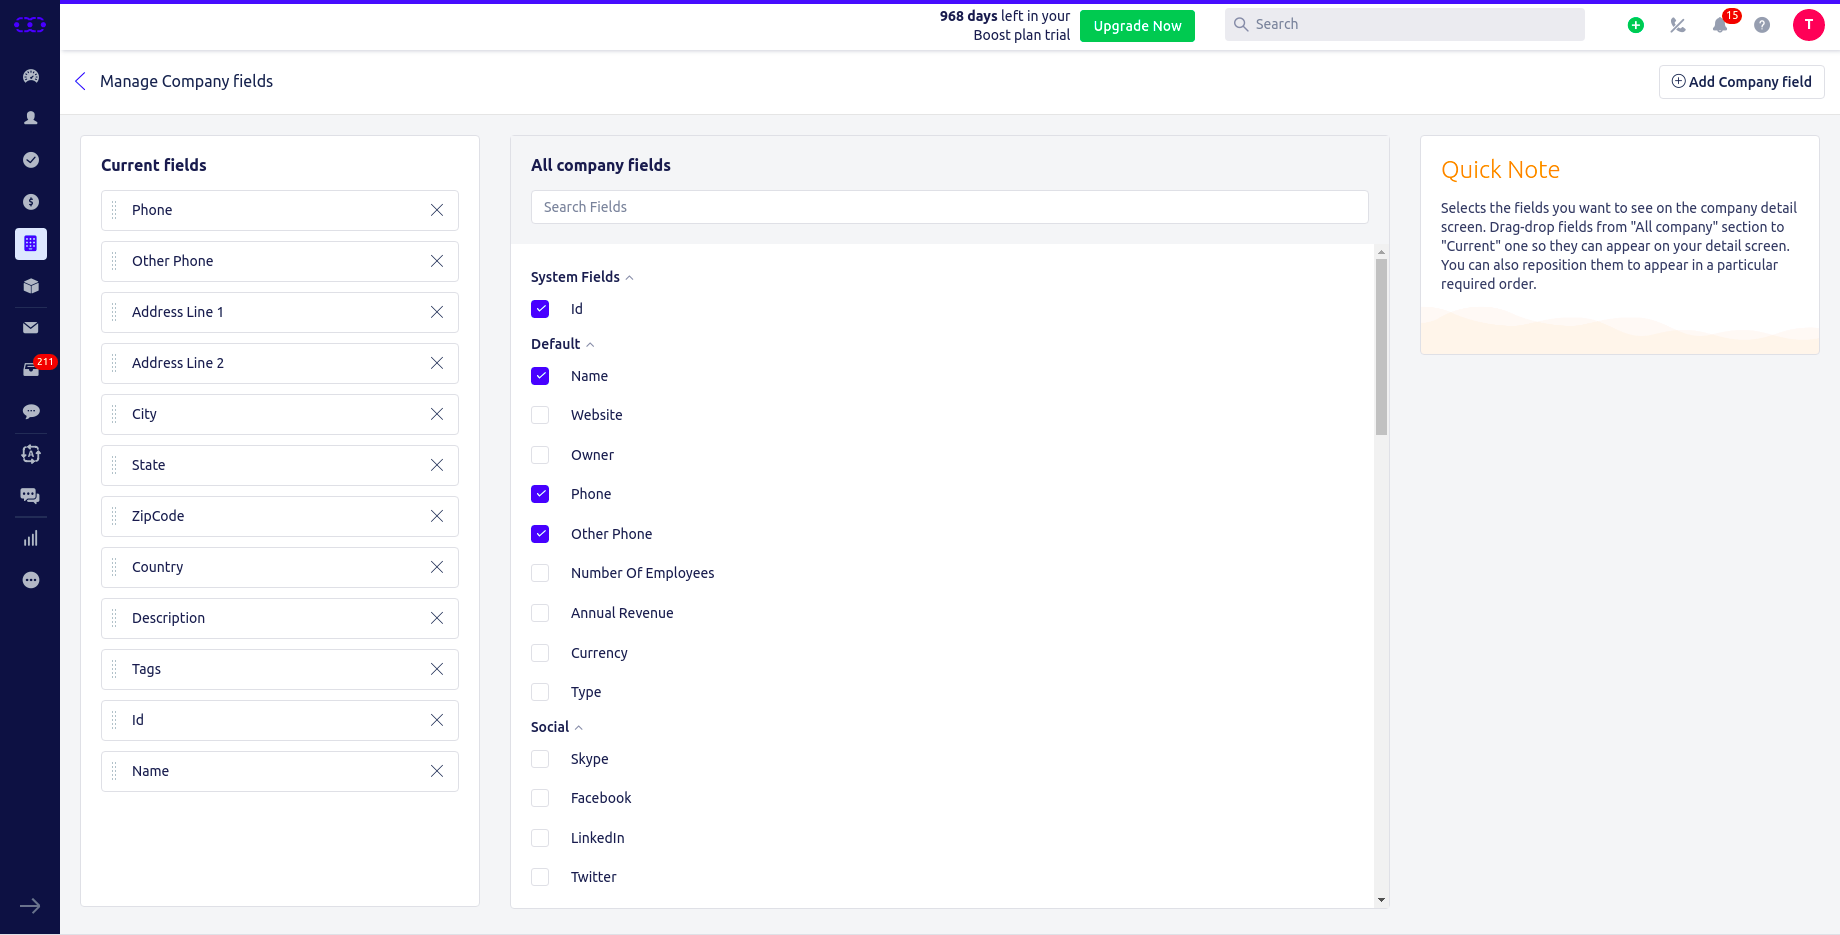 968 days left in your
Boost plan trial
Upgrade Now
Search
15
T
Manage Company fields
Add Company field
211
Current fields
Phone
Other Phone
Address Line 1
Address Line 2
City
State
ZipCode
Country
Description
Tags
Id
Name
All company fields
Search Fields
System Fields
Id
Default
Name
Website
Owner
Phone
Other Phone
Number Of Employees
Annual Revenue
Currency
Type
Social
Skype
Facebook
LinkedIn
Twitter
Quick Note
Selects the fields you want to see on the company detail
screen. Drag-drop fields from "All company" section to
"Current" one so they can appear on your detail screen.
You can also reposition them to appear in a particular
required order.